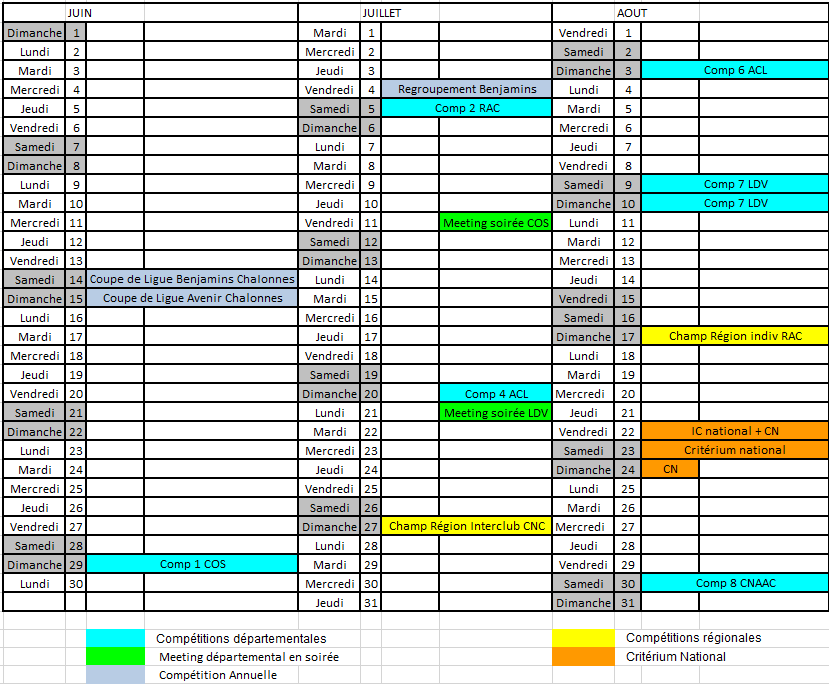 JUIN JUILLET AOUT
Dimanche 1 Mardi 1 Vendredi 1
Lundi 2 Mercredi 2 Samedi 2
Mardi 3 Jeudi 3 Dimanche 3 Comp 6 ACL
Mercredi 4 Vendredi 4 Regroupement Benjamins Lundi 4
Jeudi 5 Samedi 5 Comp 2 RAC Mardi 5
Vendredi 6 Dimanche 6 Mercredi 6
Samedi 7 Lundi 7 Jeudi 7
Dimanche 8 Mardi 8 Vendredi 8
Lundi 9 Mercredi 9 Samedi 9 Comp 7 LDV
Mardi 10 Jeudi 10 Dimanche 10 Comp 7 LDV
Mercredi 11 Vendredi 11 Meeting soirée COS Lundi 11
Jeudi 12 Samedi 12 Mardi 12
Vendredi 13 Dimanche 13 Mercredi 13
Samedi 14 Coupe de Ligue Benjamins Chalonnes Lundi 14 Jeudi 14
Dimanche 15 Coupe de Ligue Avenir Chalonnes Mardi 15 Vendredi 15
Lundi 16 Mercredi 16 Samedi 16
Mardi 17 Jeudi 17 Dimanche 17 Champ Région indiv RAC
Mercredi 18 Vendredi 18 Lundi 18
Jeudi 19 Samedi 19 Mardi 19
Vendredi 20 Dimanche 20 Comp 4 ACL Mercredi 20
Samedi 21 Lundi 21 Meeting soirée LDV Jeudi 21
Dimanche 22 Mardi 22 Vendredi 22 IC national + CN
Lundi 23 Mercredi 23 Samedi 23 Critérium national
Mardi 24 Jeudi 24 Dimanche 24 CN
Mercredi 25 Vendredi 25 Lundi 25
Jeudi 26 Samedi 26 Mardi 26
Vendredi 27 Dimanche 27 Champ Région Interclub CNC Mercredi 27
Samedi 28 Lundi 28 Jeudi 28
Dimanche 29 Comp 1 COS Mardi 29 Vendredi 29
Lundi 30 Mercredi 30 Samedi 30 Comp 8 CNAAC
Jeudi 31 Dimanche 31
Compétitions départementales Compétitions régionales
Meeting départemental en soirée Critérium National
Compétition Annuelle